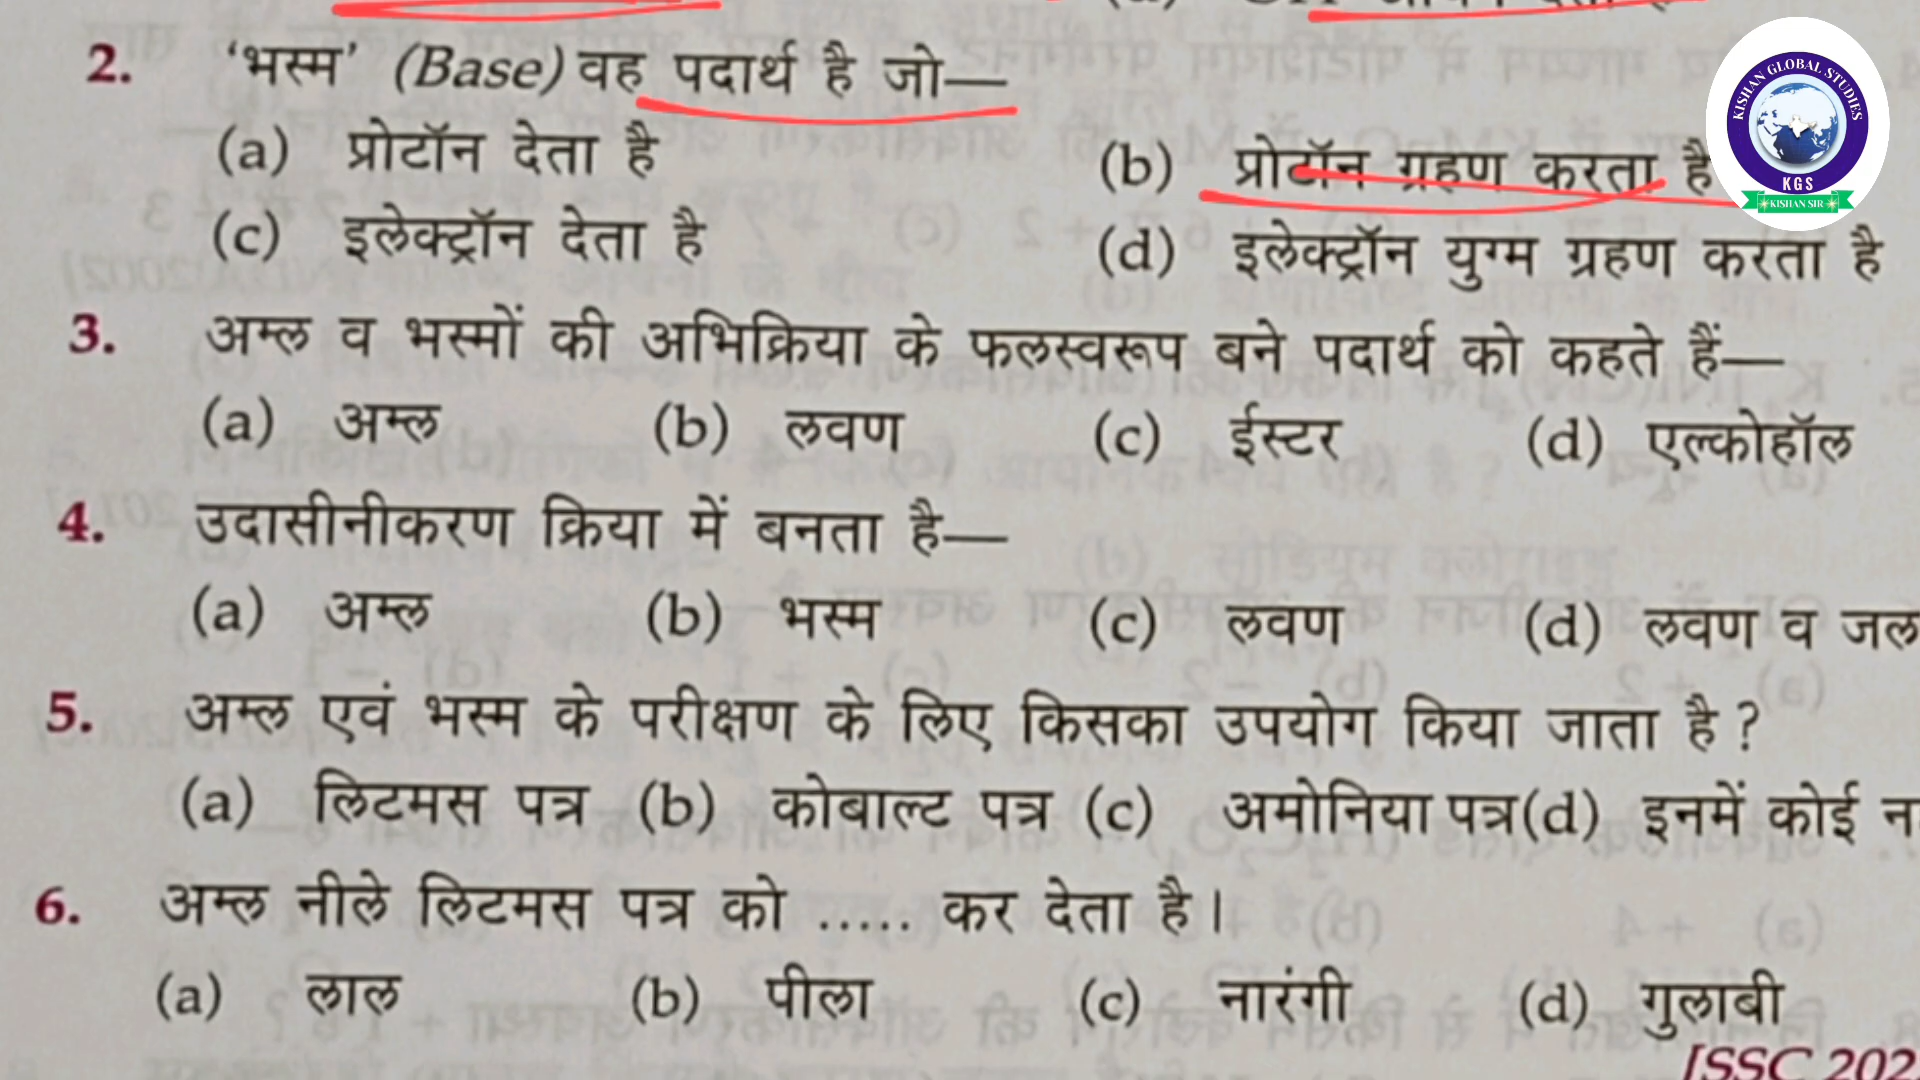 2. ‘भस्म’ (Base) वह पदार्थ है जो—
(a) प्रोटॉन देता है (b) प्रोटॉन ग्रहण करता है
(c) इलेक्ट्रॉन देता है (d) इलेक्ट्रॉन युग्म ग्रहण करता है
3. अम्ल व भस्मों की अभिक्रिया के फलस्वरूप बने पदार्थ को कहते हैं—
(a) अम्ल (b) लवण (c) ईस्टर (d) एल्कोहॉल
4. उदासीनीकरण क्रिया में बनता है—
(a) अम्ल (b) भस्म (c) लवण (d) लवण व जल
5. अम्ल एवं भस्म के परीक्षण के लिए किसका उपयोग किया जाता है ?
(a) लिटमस पत्र (b) कोबाल्ट पत्र (c) अमोनिया पत्र (d) इनमें कोई न
6. अम्ल नीले लिटमस पत्र को ..... कर देता है।
(a) लाल (b) पीला (c) नारंगी (d) गुलाबी
[SSC 202
KISHAN GLOBAL STUDIES
KGS
KISHAN SIR